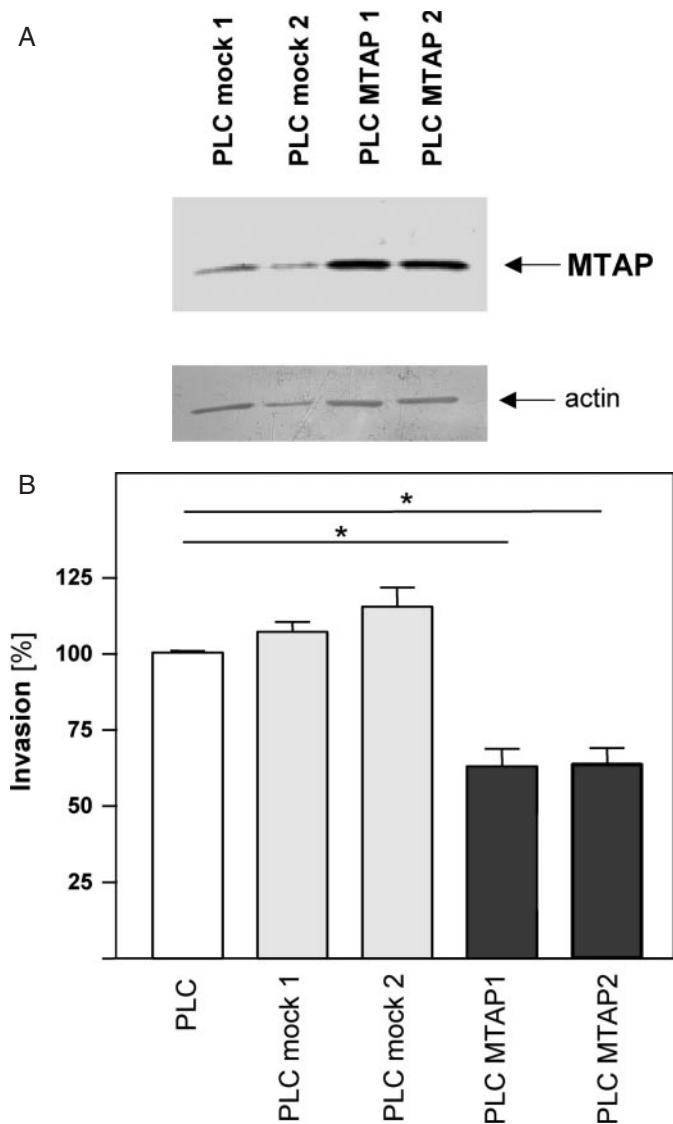 A
PLC mock 1
PLC mock 2
PLC MTAP 1
PLC MTAP 2
MTAP
actin
B
*
*
Invasion [%]
125
100
75
50
25
PLC
PLC mock 1
PLC mock 2
PLC MTAP1
PLC MTAP2